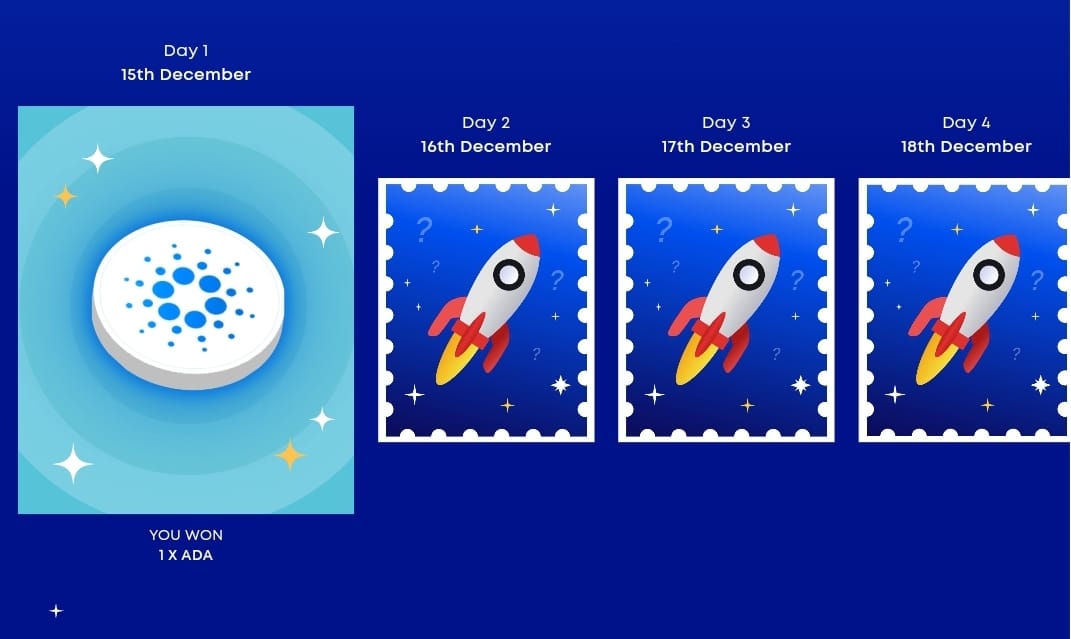 Day 1
15th December
YOU WON
1 X ADA
Day 2
16th December
?
?
?
?
Day 3
17th December
?
?
?
?
Day 4
18th December
?
?
?
?